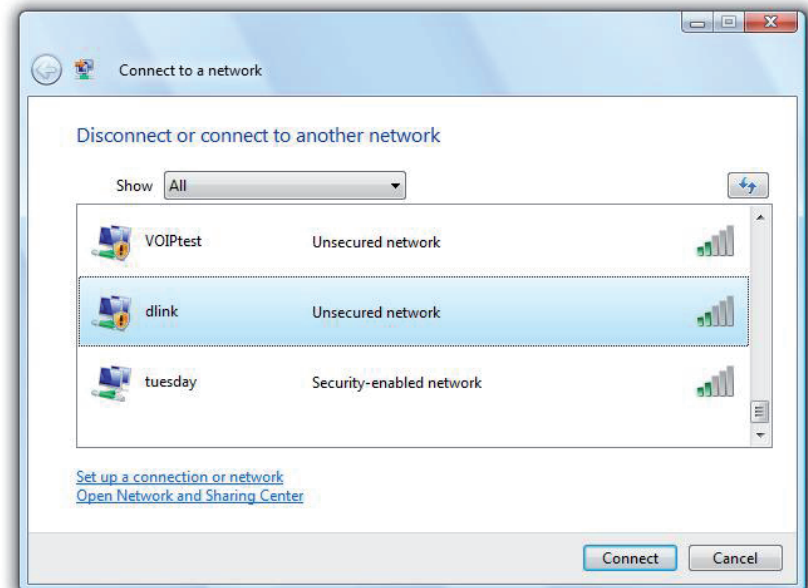 Connect to a network
Disconnect or connect to another network
Show All
VOIPtest Unsecured network
dlink Unsecured network
tuesday Security-enabled network
Set up a connection or network
Open Network and Sharing Center
Connect Cancel